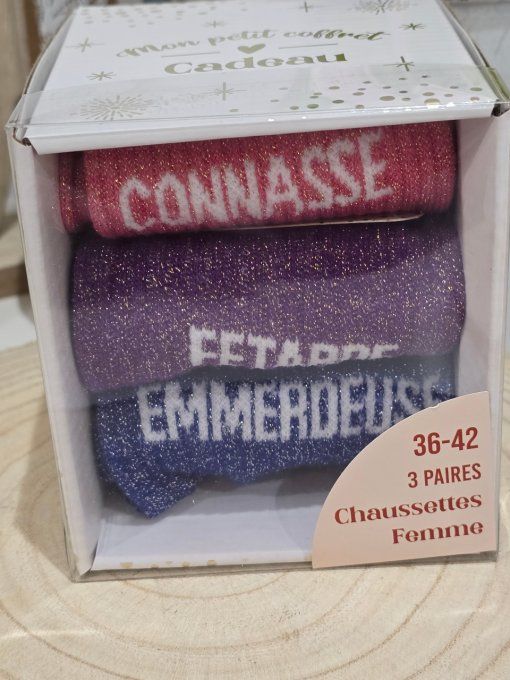 Mon petit coffret
Cadeau
CONNASSE
FETARDE
EMMERDEUSE
36-42
3 PAIRES
Chaussettes
Femme